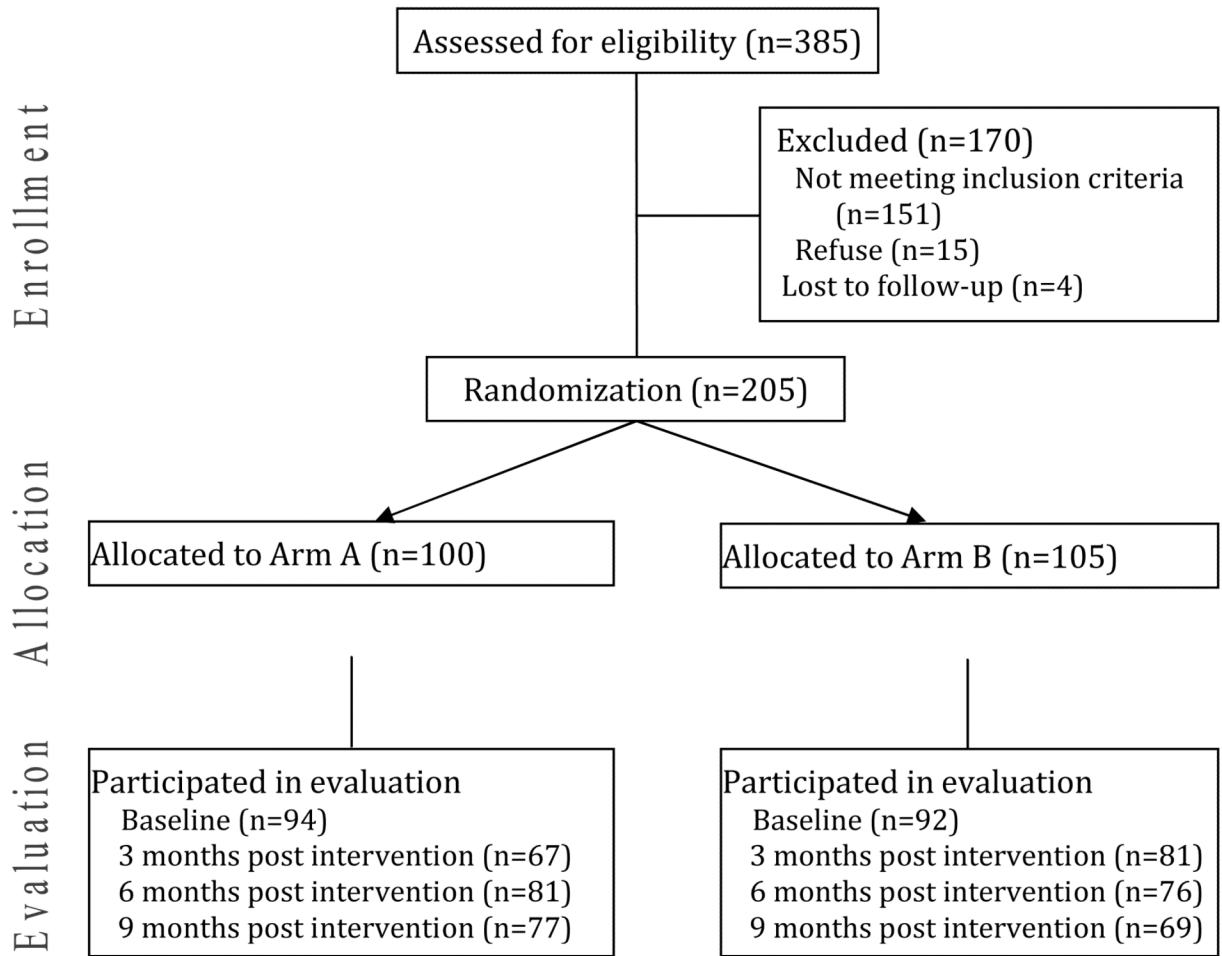 Assessed for eligibility (n=385)
Enrollment
Excluded (n=170)
Not meeting inclusion criteria
(n=151)
Refuse (n=15)
Lost to follow-up (n=4)
Randomization (n=205)
Allocation
Allocated to Arm A (n=100)
Allocated to Arm B (n=105)
Evaluation
Participated in evaluation
Baseline (n=94)
3 months post intervention (n=67)
6 months post intervention (n=81)
9 months post intervention (n=77)
Participated in evaluation
Baseline (n=92)
3 months post intervention (n=81)
6 months post intervention (n=76)
9 months post intervention (n=69)